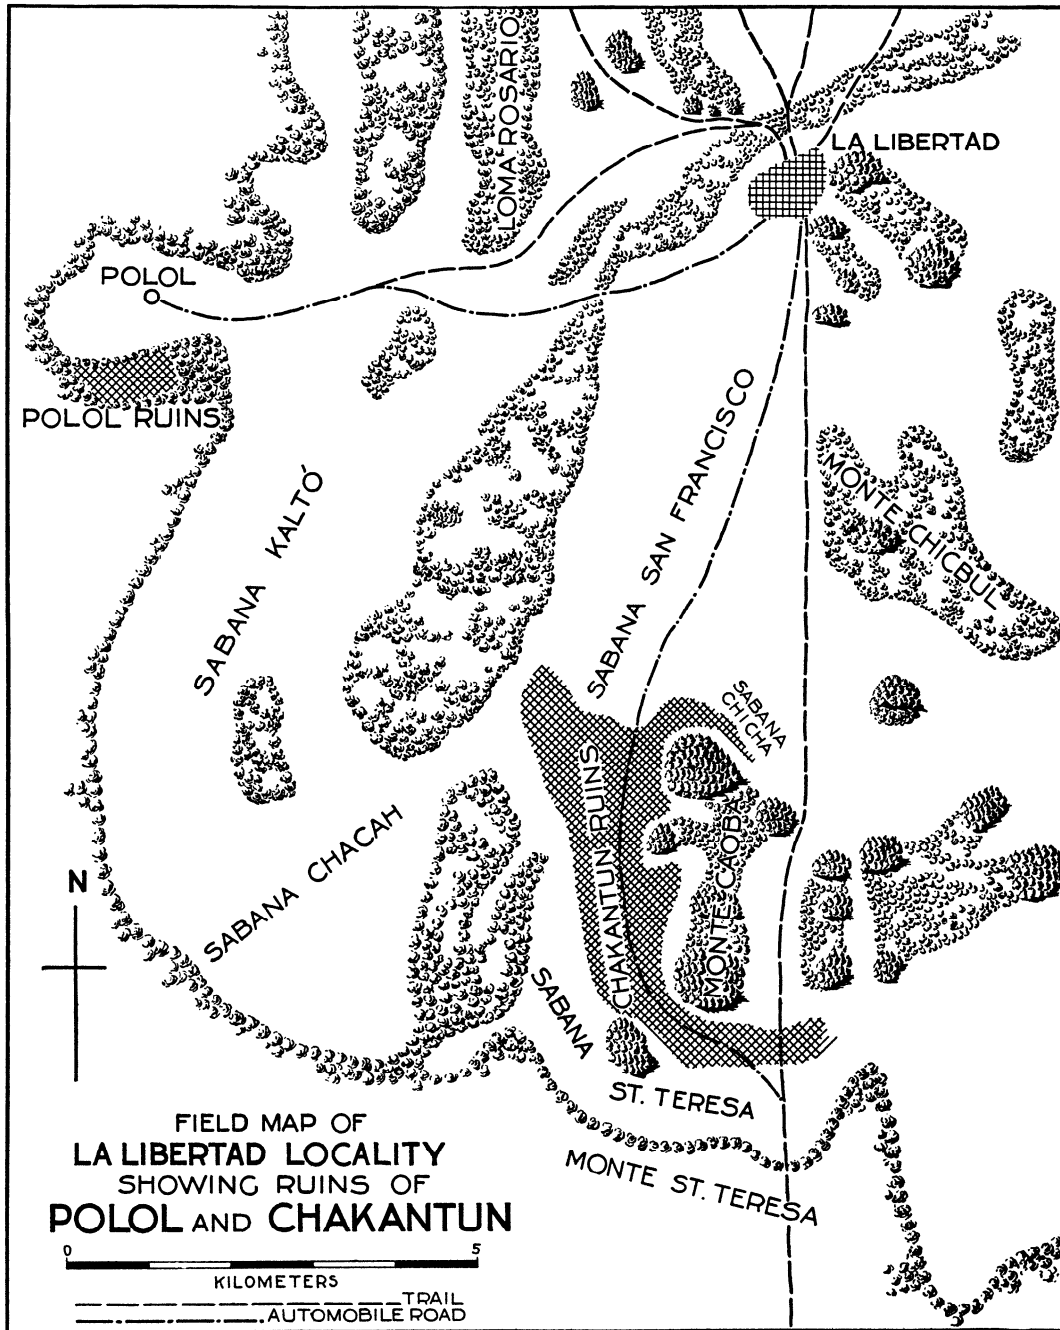 LOMA ROSARIO
LA LIBERTAD
POLOL
POLOL RUINS
SABANA KALTÓ
SABANA SAN FRANCISCO
MONTE CHICBUL
SABANA
CHICHA
CHAKANTUN RUINS
MONTE CAOBA
SABANA CHACAH
N
SABANA
ST. TERESA
MONTE ST. TERESA
FIELD MAP OF
LA LIBERTAD LOCALITY
SHOWING RUINS OF
POLOL AND CHAKANTUN
0 5
KILOMETERS
TRAIL
AUTOMOBILE ROAD